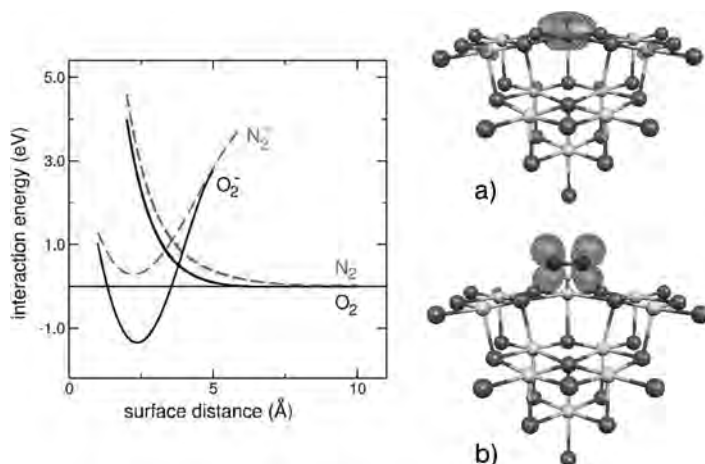 5.0
3.0
1.0
-1.0
interaction energy (eV)
N₂⁻
O₂⁻
N₂
O₂
0
5
10
surface distance (Å)
a)
b)